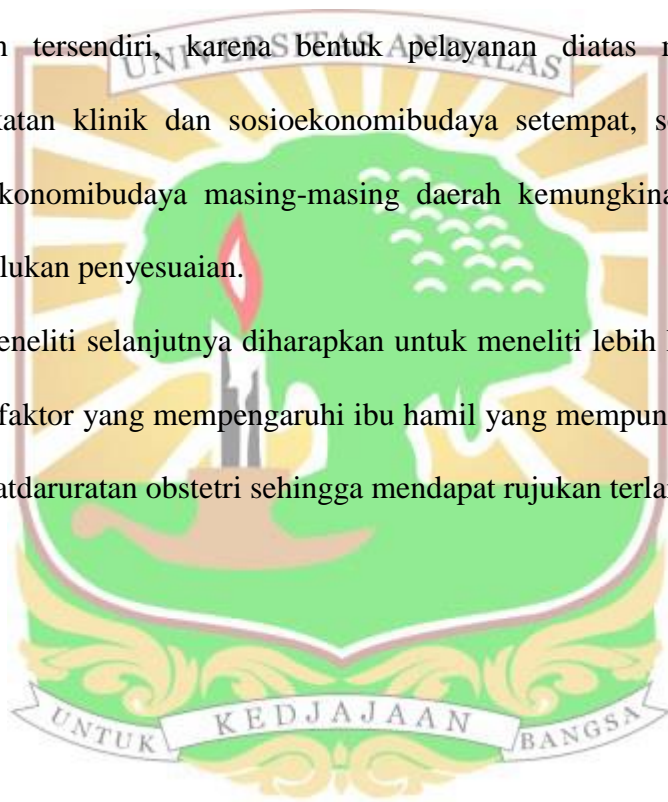 UNIVERSITAS ANDALAS
n tersendiri, karena bentuk pelayanan diatas
katan klinik dan sosioekonomibudaya setempat,
konomibudaya masing-masing daerah kemungkina
lukan penyesuaian.
eneliti selanjutnya diharapkan untuk meneliti lebih
faktor yang mempengaruhi ibu hamil yang mempun
atdaruratan obstetri sehingga mendapat rujukan terla
UNTUK KEDJAJAAN BANGSA